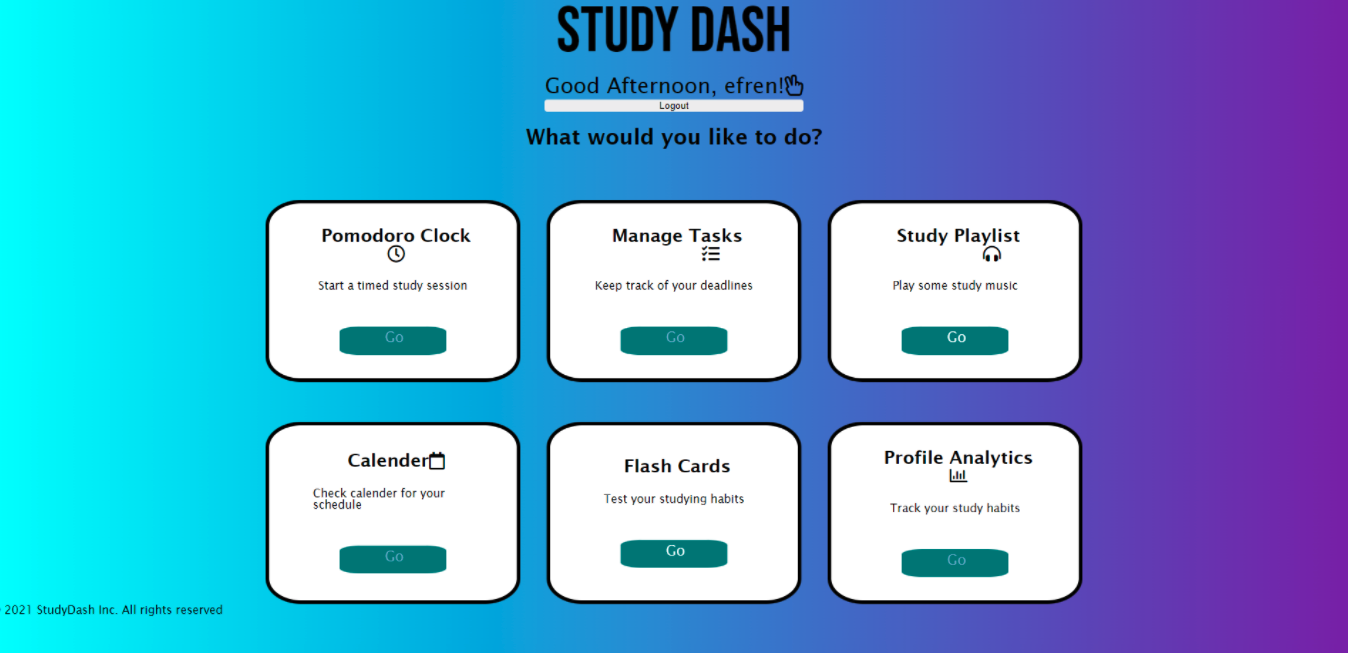 STUDY DASH
Good Afternoon, efren!
Logout
What would you like to do?
Pomodoro Clock
Start a timed study session
Go
Manage Tasks
Keep track of your deadlines
Go
Study Playlist
Play some study music
Go
Calender
Check calender for your
schedule
Go
Flash Cards
Test your studying habits
Go
Profile Analytics
Track your study habits
Go
2021 StudyDash Inc. All rights reserved